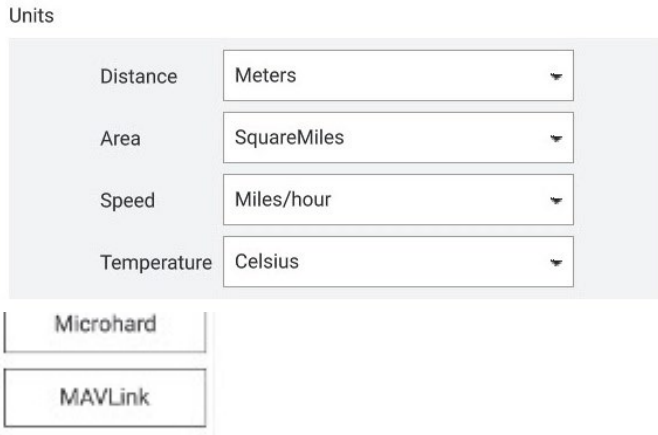 Units
Distance Meters
Area SquareMiles
Speed Miles/hour
Temperature Celsius
Microhard
MAVLink